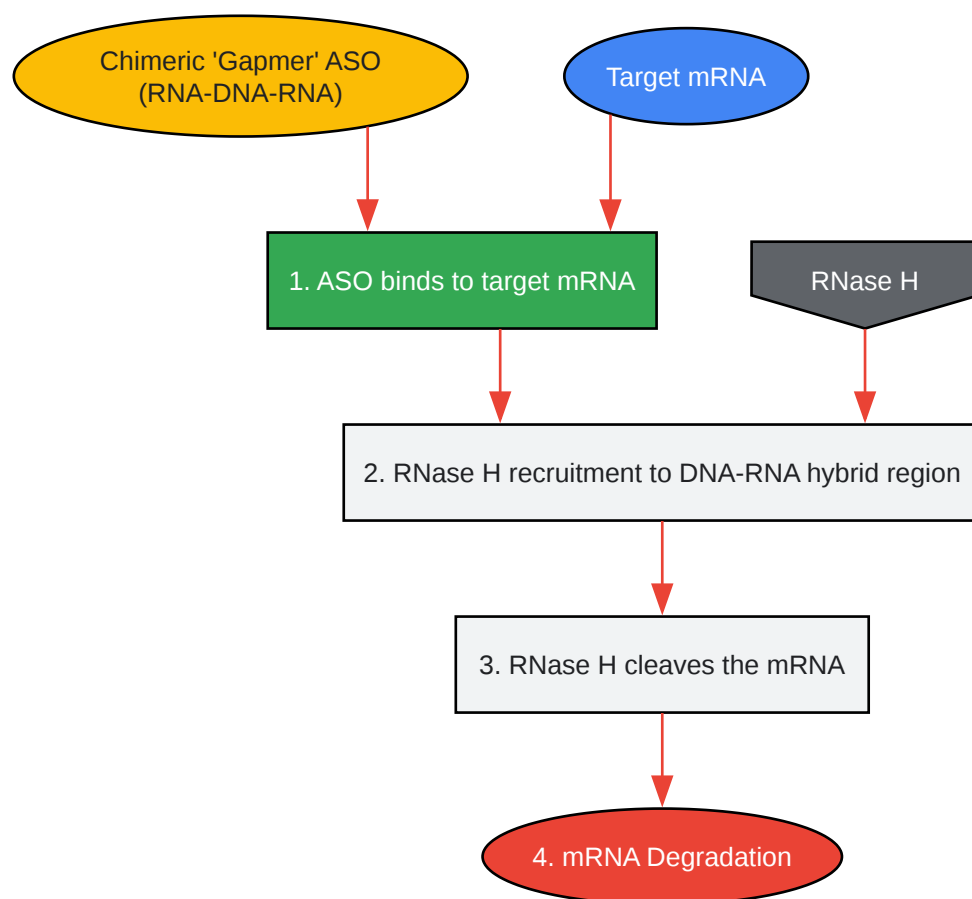 Chimeric 'Gapmer' ASO
(RNA-DNA-RNA)
Target mRNA
1. ASO binds to target mRNA
RNase H
2. RNase H recruitment to DNA-RNA hybrid region
3. RNase H cleaves the mRNA
4. mRNA Degradation